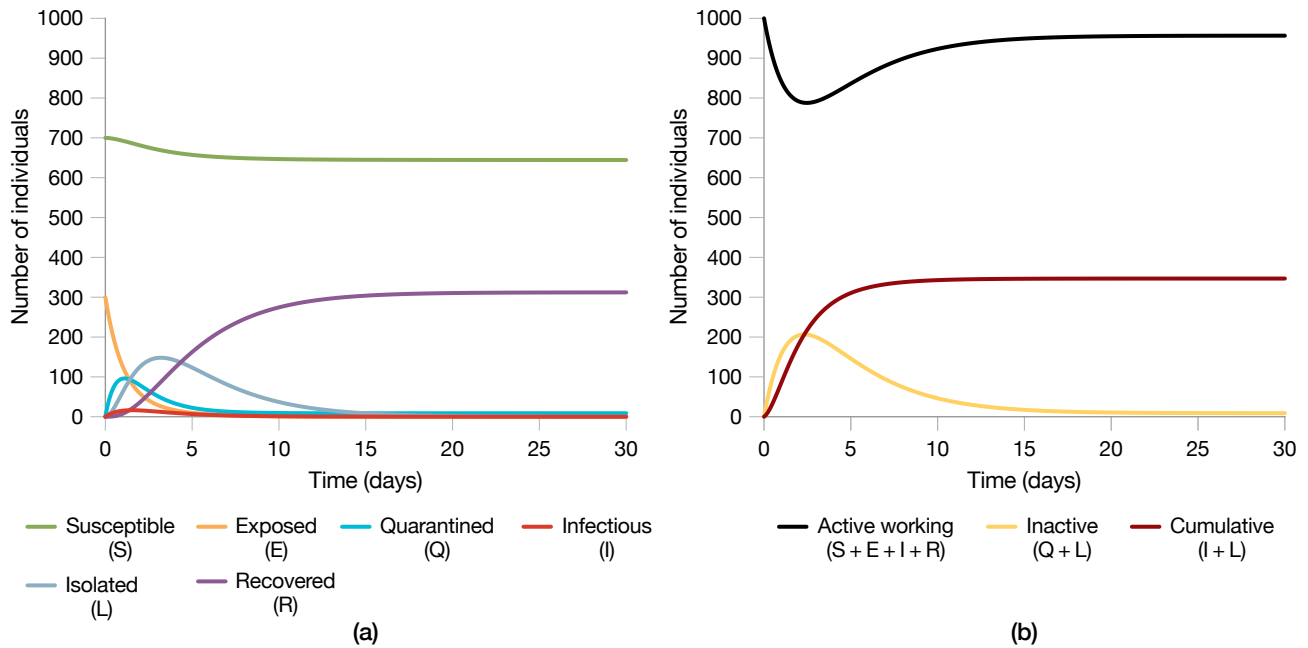 Number of individuals
1000
900
800
700
600
500
400
300
200
100
0
0 5 10 15 20 25 30
Time (days)
Susceptible
(S)
Exposed
(E)
Quarantined
(Q)
Infectious
(I)
Isolated
(L)
Recovered
(R)
(a)
Number of individuals
1000
900
800
700
600
500
400
300
200
100
0
0 5 10 15 20 25 30
Time (days)
Active working
(S + E + I + R)
Inactive
(Q + L)
Cumulative
(I + L)
(b)